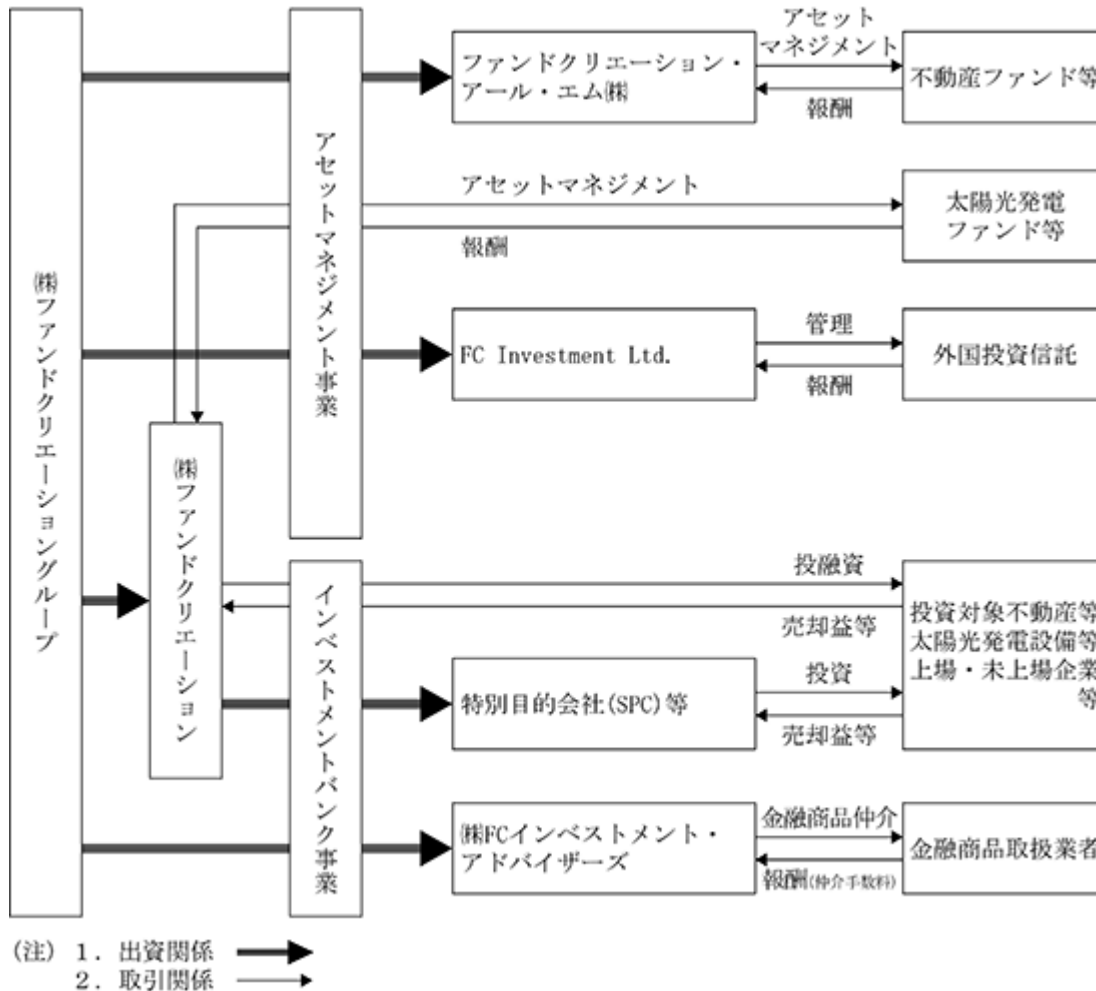 ㈱ファンドクリエーショングループ
㈱ファンドクリエーション
アセットマネジメント事業
インベストメントバンク事業
ファンドクリエーション・
アール・エム㈱
アセット
マネジメント
報酬
不動産ファンド等
アセットマネジメント
報酬
太陽光発電
ファンド等
FC Investment Ltd.
管理
報酬
外国投資信託
投融資
売却益等
特別目的会社(SPC)等
投資
売却益等
投資対象不動産等
太陽光発電設備等
上場・未上場企業
等
㈱FCインベストメント・
アドバイザーズ
金融商品仲介
報酬(仲介手数料)
金融商品取扱業者
(注) 1. 出資関係
2. 取引関係